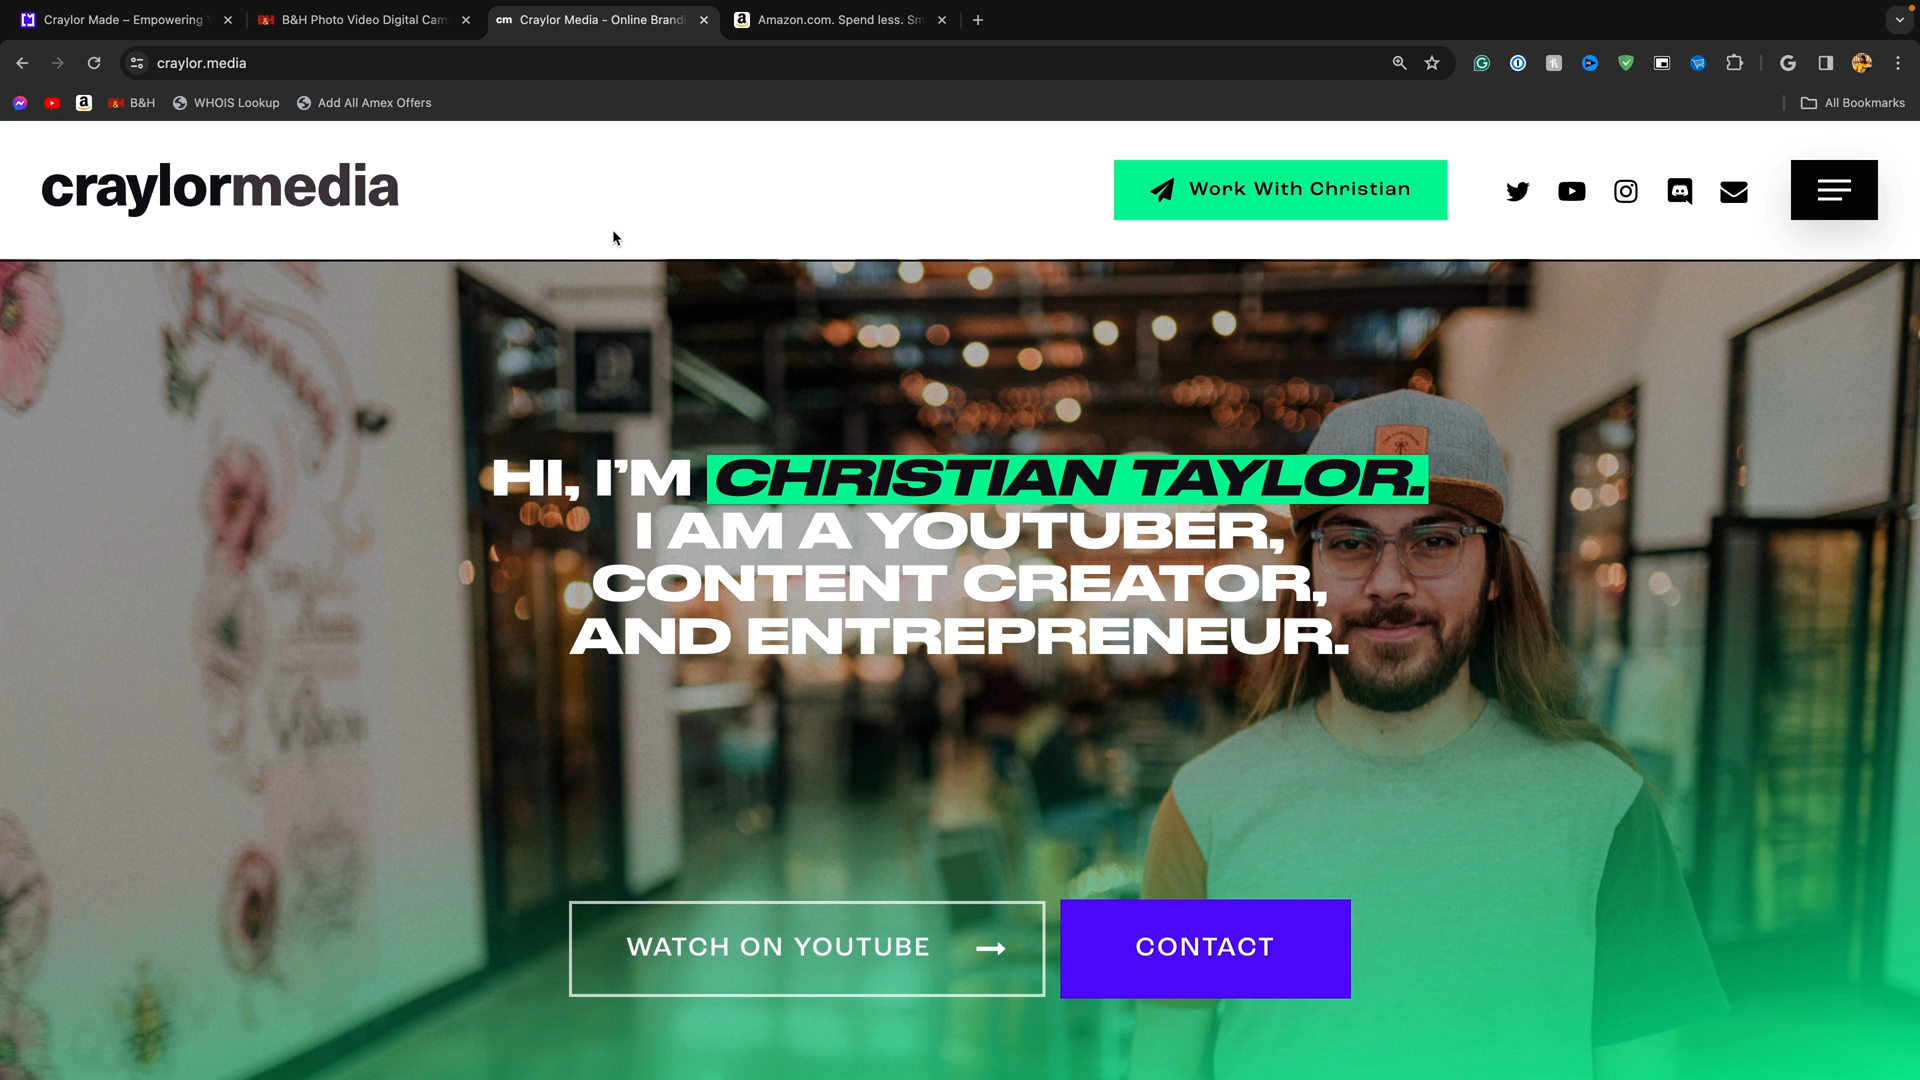 Craylor Made – Empowering
B&H Photo Video Digital Cam
cm Craylor Media - Online Brandi
Amazon.com. Spend less. Sm
craylor.media
B&H
WHOIS Lookup
Add All Amex Offers
All Bookmarks
craylormedia
Work With Christian
HI, I'M CHRISTIAN TAYLOR.
I AM A YOUTUBER,
CONTENT CREATOR,
AND ENTREPRENEUR.
WATCH ON YOUTUBE →
CONTACT